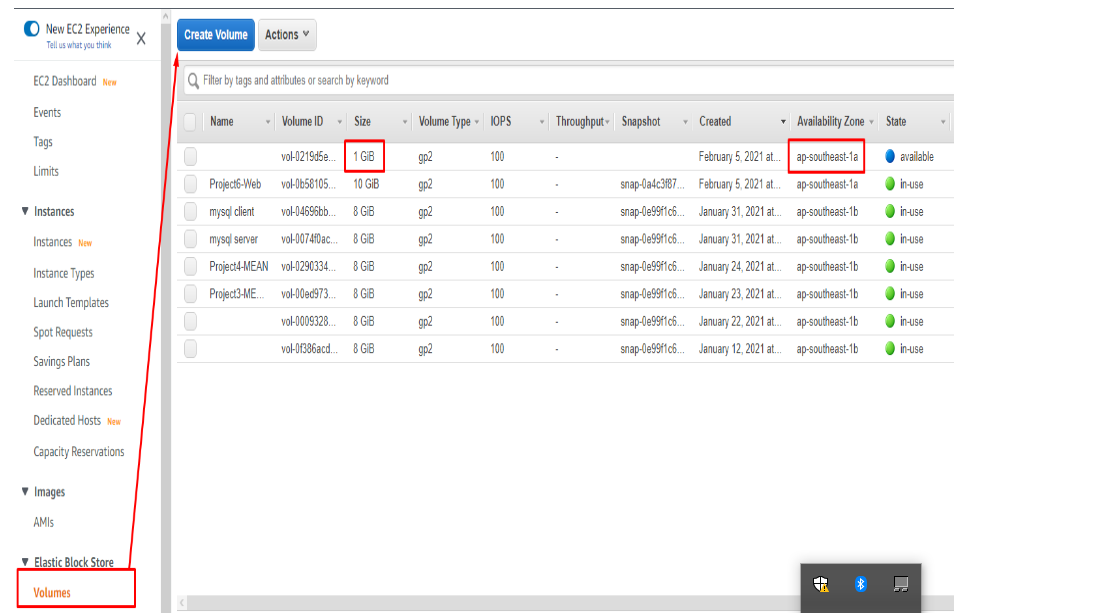 New EC2 Experience
Tell us what you think
EC2 Dashboard New
Events
Tags
Limits
Instances
Instances New
Instance Types
Launch Templates
Spot Requests
Savings Plans
Reserved Instances
Dedicated Hosts New
Capacity Reservations
Images
AMIs
Elastic Block Store
Volumes
Create Volume Actions
Filter by tags and attributes or search by keyword
Name Volume ID Size Volume Type IOPS Throughput Snapshot Created Availability Zone State
vol-0219d5e... 1 GiB gp2 100 - February 5, 2021 at... ap-southeast-1a available
Project6-Web vol-0b58105... 10 GiB gp2 100 - snap-0a4c3f87... February 5, 2021 at... ap-southeast-1a in-use
mysql client vol-04696bb... 8 GiB gp2 100 - snap-0e99f1c6... January 31, 2021 at... ap-southeast-1b in-use
mysql server vol-0074f0ac... 8 GiB gp2 100 - snap-0e99f1c6... January 31, 2021 at... ap-southeast-1b in-use
Project4-MEAN vol-0290334... 8 GiB gp2 100 - snap-0e99f1c6... January 24, 2021 at... ap-southeast-1b in-use
Project3-ME... vol-00ed973... 8 GiB gp2 100 - snap-0e99f1c6... January 23, 2021 at... ap-southeast-1b in-use
vol-0009328... 8 GiB gp2 100 - snap-0e99f1c6... January 22, 2021 at... ap-southeast-1b in-use
vol-0f386acd... 8 GiB gp2 100 - snap-0e99f1c6... January 12, 2021 at... ap-southeast-1b in-use